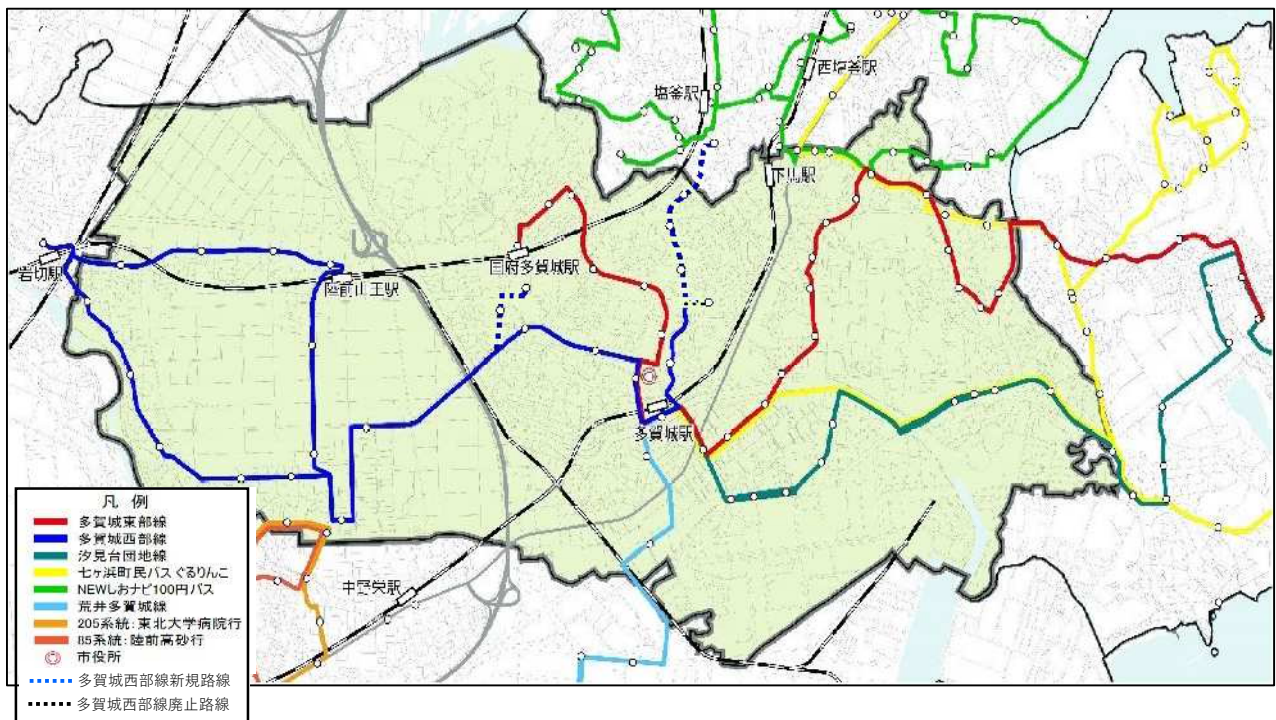 西塩釜駅
塩釜駅
下馬駅
国府多賀城駅
岩切駅
陸前山王駅
多賀城駅
中野栄駅
凡 例
多賀城東部線
多賀城西部線
汐見台団地線
七ヶ浜町民バスぐるりんこ
NEWしおナビ100円バス
荒井多賀城線
205系統:東北大学病院行
85系統:陸前高砂行
市役所
多賀城西部線新規路線
多賀城西部線廃止路線